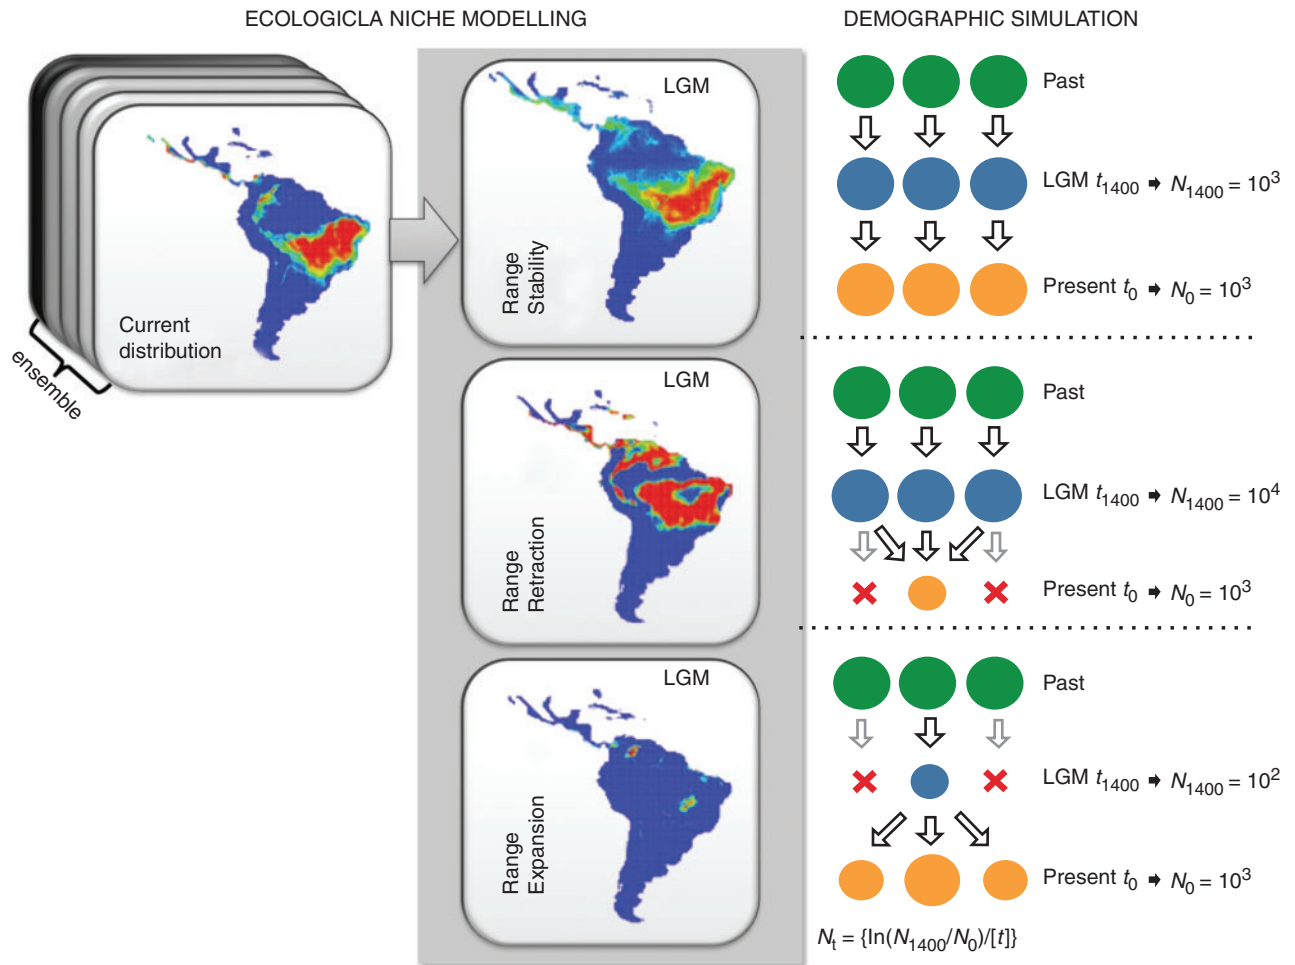 ECOLOGICLA NICHE MODELLING
DEMOGRAPHIC SIMULATION
Current
distribution
ensemble
LGM
Range
Stability
LGM
Range
Retraction
LGM
Range
Expansion
Past
LGM t₁₄₀₀ ➡ N₁₄₀₀ = 10³
Present t₀ ➡ N₀ = 10³
Past
LGM t₁₄₀₀ ➡ N₁₄₀₀ = 10⁴
Present t₀ ➡ N₀ = 10³
Past
LGM t₁₄₀₀ ➡ N₁₄₀₀ = 10²
Present t₀ ➡ N₀ = 10³
Nₜ = {ln(N₁₄₀₀/N₀)/[t]}